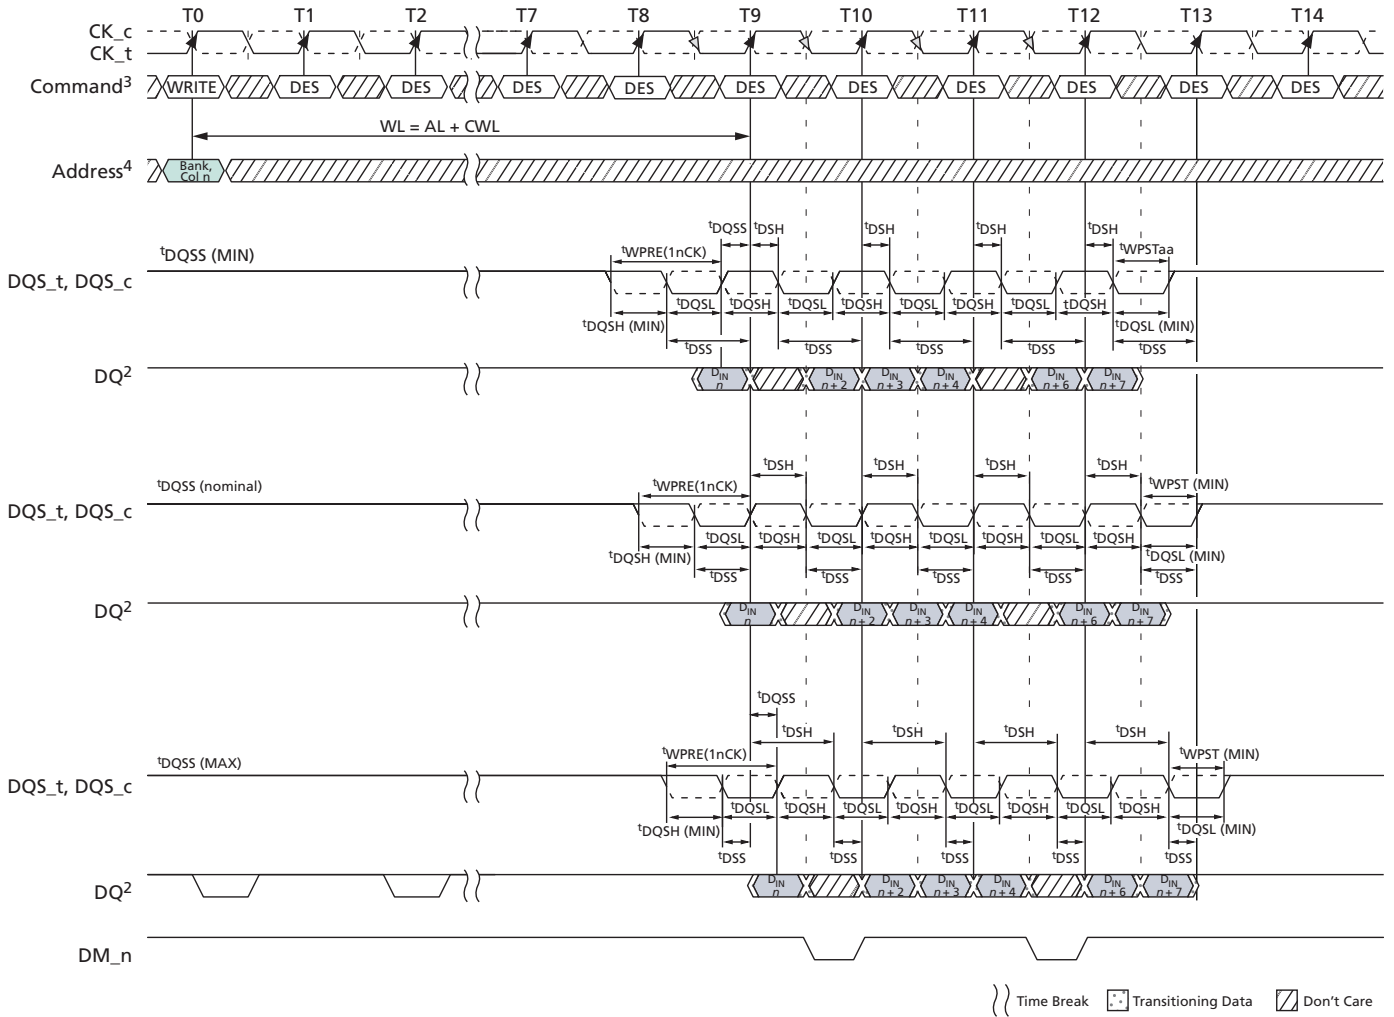 T0 T1 T2 T7 T8 T9 T10 T11 T12 T13 T14
CK_c
CK_t
Command3 WRITE DES DES DES DES DES DES DES DES DES DES
WL = AL + CWL
Address4 Bank, Col n
tDQSS tDSH tDSH tDSH tDSH
tDQSS (MIN) tWPRE(1nCK) tWPSTaa
DQS_t, DQS_c
tDQSL tDQSH tDQSL tDQSH tDQSL tDQSH tDQSL tDQSH
tDQSH (MIN) tDQSL (MIN)
tDSS tDSS tDSS tDSS tDSS
DQ2 DIN n DIN n + 2 DIN n + 3 DIN n + 4 DIN n + 6 DIN n + 7
tDSH tDSH tDSH tDSH
tDQSS (nominal) tWPRE(1nCK) tWPST (MIN)
DQS_t, DQS_c
tDQSL tDQSH tDQSL tDQSH tDQSL tDQSH tDQSL tDQSH
tDQSH (MIN) tDQSL (MIN)
tDSS tDSS tDSS tDSS tDSS
DQ2 DIN n DIN n + 2 DIN n + 3 DIN n + 4 DIN n + 6 DIN n + 7
tDQSS
tDSH tDSH tDSH tDSH
tDQSS (MAX) tWPRE(1nCK) tWPST (MIN)
DQS_t, DQS_c
tDQSL tDQSH tDQSL tDQSH tDQSL tDQSH tDQSL tDQSH
tDQSH (MIN) tDQSL (MIN)
tDSS tDSS tDSS tDSS tDSS
DQ2 DIN n DIN n + 2 DIN n + 3 DIN n + 4 DIN n + 6 DIN n + 7
DM_n
Time Break Transitioning Data Don't Care